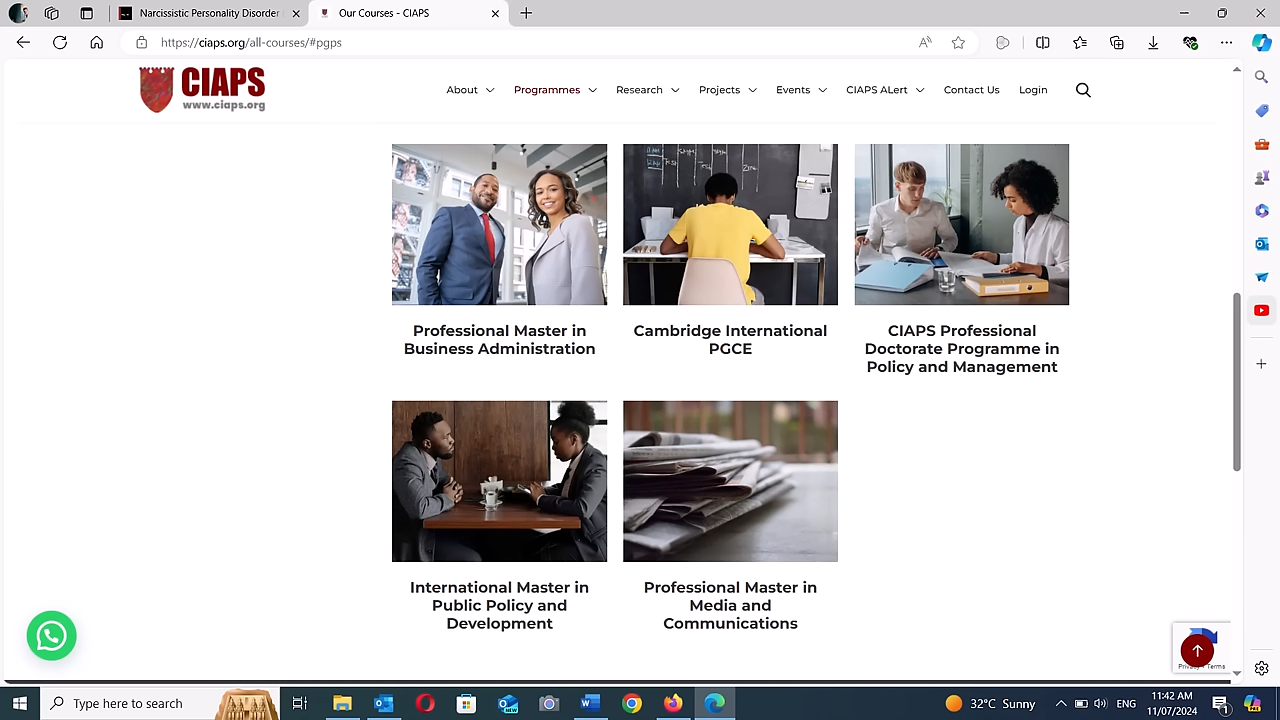 Narcissistic Personality Disorder
Our Courses - CIAPS
https://ciaps.org/all-courses/#pgps
CIAPS
www.ciaps.org
About
Programmes
Research
Projects
Events
CIAPS ALert
Contact Us
Login
Professional Master in
Business Administration
Cambridge International
PGCE
CIAPS Professional
Doctorate Programme in
Policy and Management
International Master in
Public Policy and
Development
Professional Master in
Media and
Communications
Type here to search
32°C Sunny
ENG
11:42 AM
11/07/2024